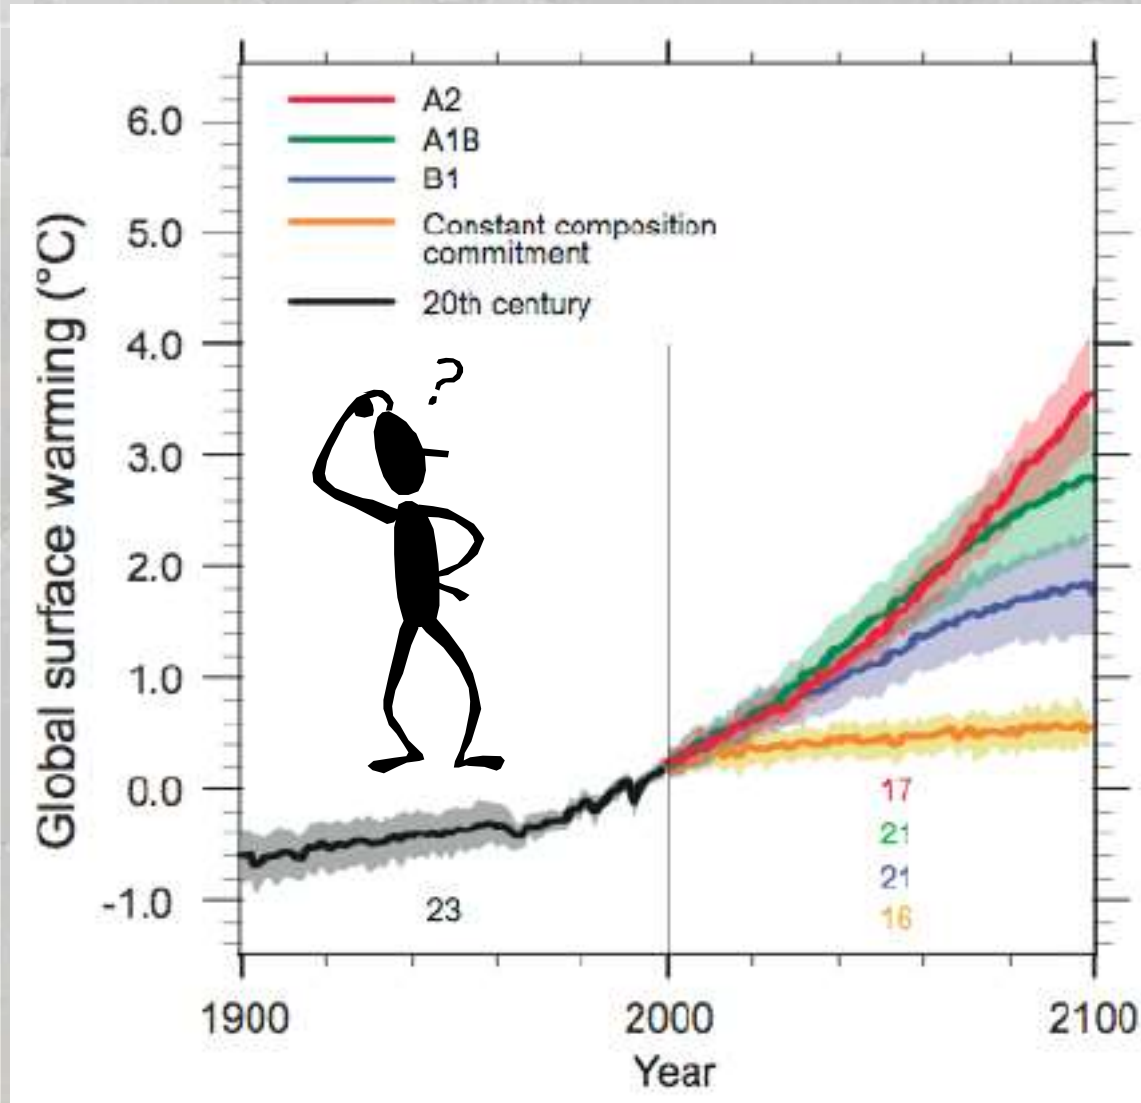 A2
A1B
B1
Constant composition
commitment
20th century
?
6.0
5.0
4.0
3.0
2.0
1.0
0.0
-1.0
Global surface warming (°C)
17
21
21
16
23
1900
2000
2100
Year